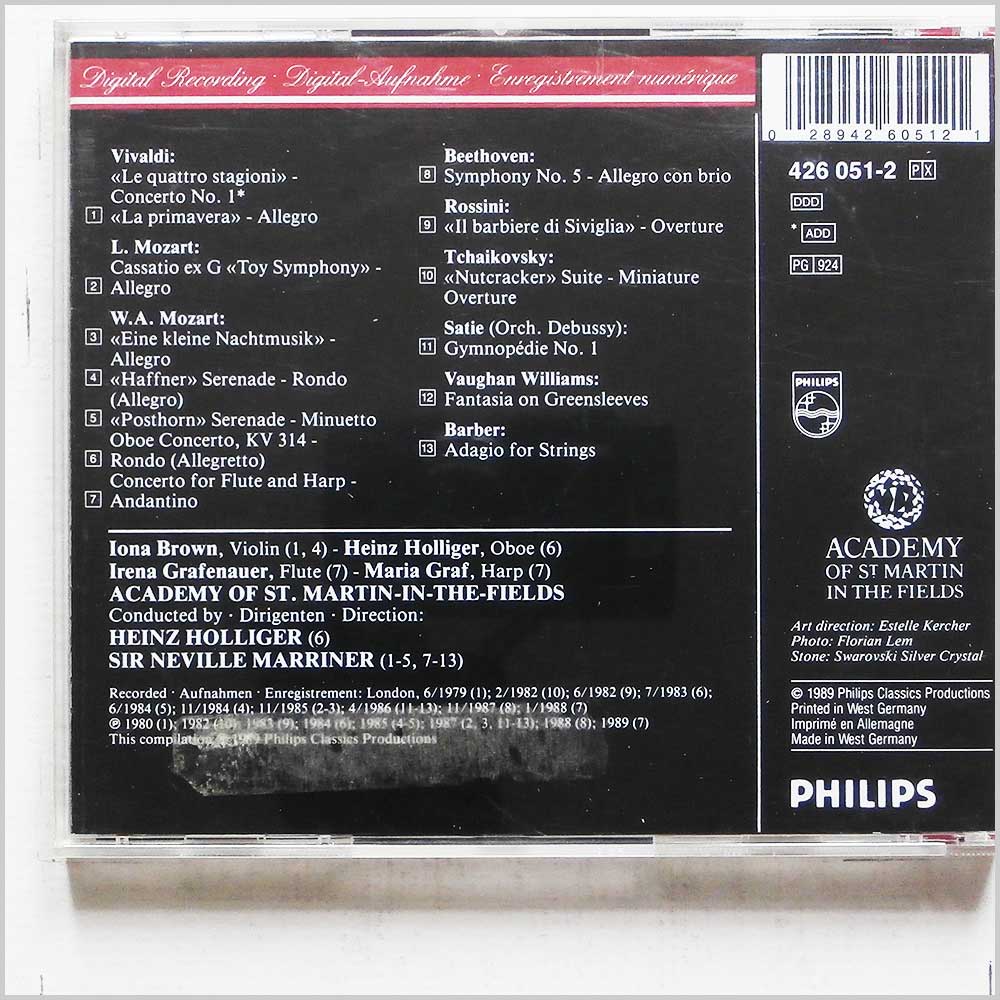 Digital Recording · Digital-Aufnahme · Enregistrement numérique
Vivaldi:
«Le quattro stagioni» -
Concerto No. 1*
1 «La primavera» - Allegro
L. Mozart:
Cassatio ex G «Toy Symphony» -
2 Allegro
W.A. Mozart:
3 «Eine kleine Nachtmusik» -
Allegro
4 «Haffner» Serenade - Rondo
(Allegro)
5 «Posthorn» Serenade - Minuetto
Oboe Concerto, KV 314 -
6 Rondo (Allegretto)
Concerto for Flute and Harp -
7 Andantino
Beethoven:
8 Symphony No. 5 - Allegro con brio
Rossini:
9 «Il barbiere di Siviglia» - Overture
Tchaikovsky:
10 «Nutcracker» Suite - Miniature
Overture
Satie (Orch. Debussy):
11 Gymnopédie No. 1
Vaughan Williams:
12 Fantasia on Greensleeves
Barber:
13 Adagio for Strings
Iona Brown, Violin (1, 4) - Heinz Holliger, Oboe (6)
Irena Grafenauer, Flute (7) - Maria Graf, Harp (7)
ACADEMY OF ST. MARTIN-IN-THE-FIELDS
Conducted by · Dirigenten · Direction:
HEINZ HOLLIGER (6)
SIR NEVILLE MARRINER (1-5, 7-13)
Recorded · Aufnahmen · Enregistrement: London, 6/1979 (1); 2/1982 (10); 6/1982 (9); 7/1983 (6);
6/1984 (5); 11/1984 (4); 11/1985 (2-3); 4/1986 (11-13); 11/1987 (8); 1/1988 (7)
℗ 1980 (1); 1982 (10); 1983 (9); 1984 (6); 1985 (4-5); 1987 (2, 3, 11-13); 1988 (8); 1989 (7)
This compilation ℗ 1989 Philips Classics Productions
0 28942 60512 1
426 051-2 PX
DDD
* ADD
PG 924
PHILIPS
ACADEMY
OF ST MARTIN
IN THE FIELDS
Art direction: Estelle Kercher
Photo: Florian Lem
Stone: Swarovski Silver Crystal
© 1989 Philips Classics Productions
Printed in West Germany
Imprimé en Allemagne
Made in West Germany
PHILIPS